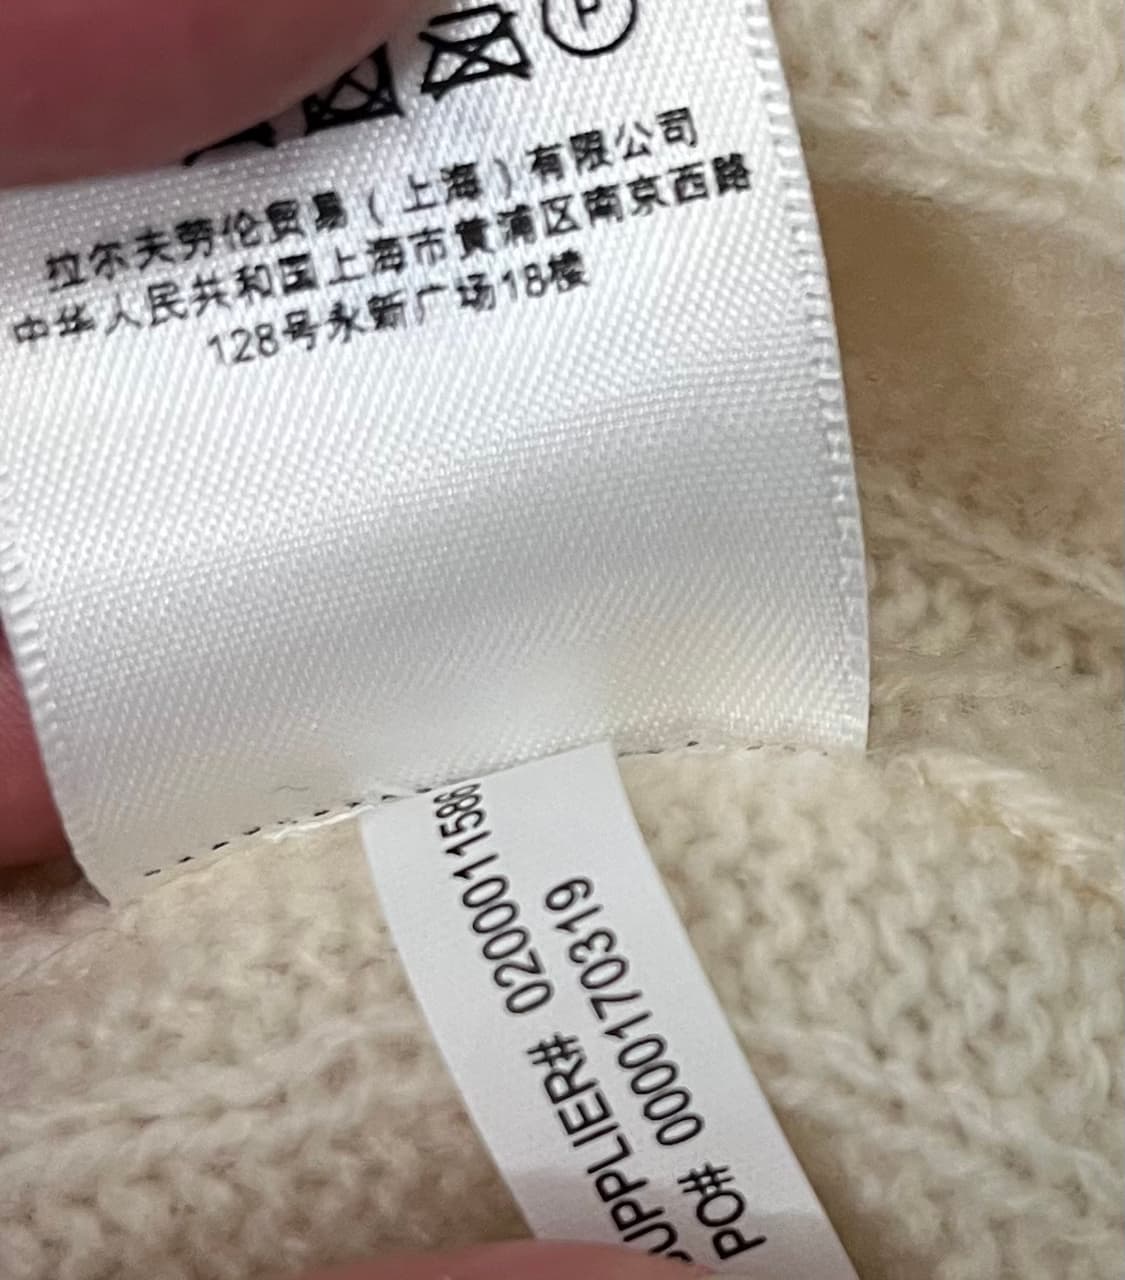 P
拉尔夫劳伦贸易（上海）有限公司
中华人民共和国上海市黄浦区南京西路
128号永新广场18楼
SUPPLIER# 0200011588
PO# 0000170319